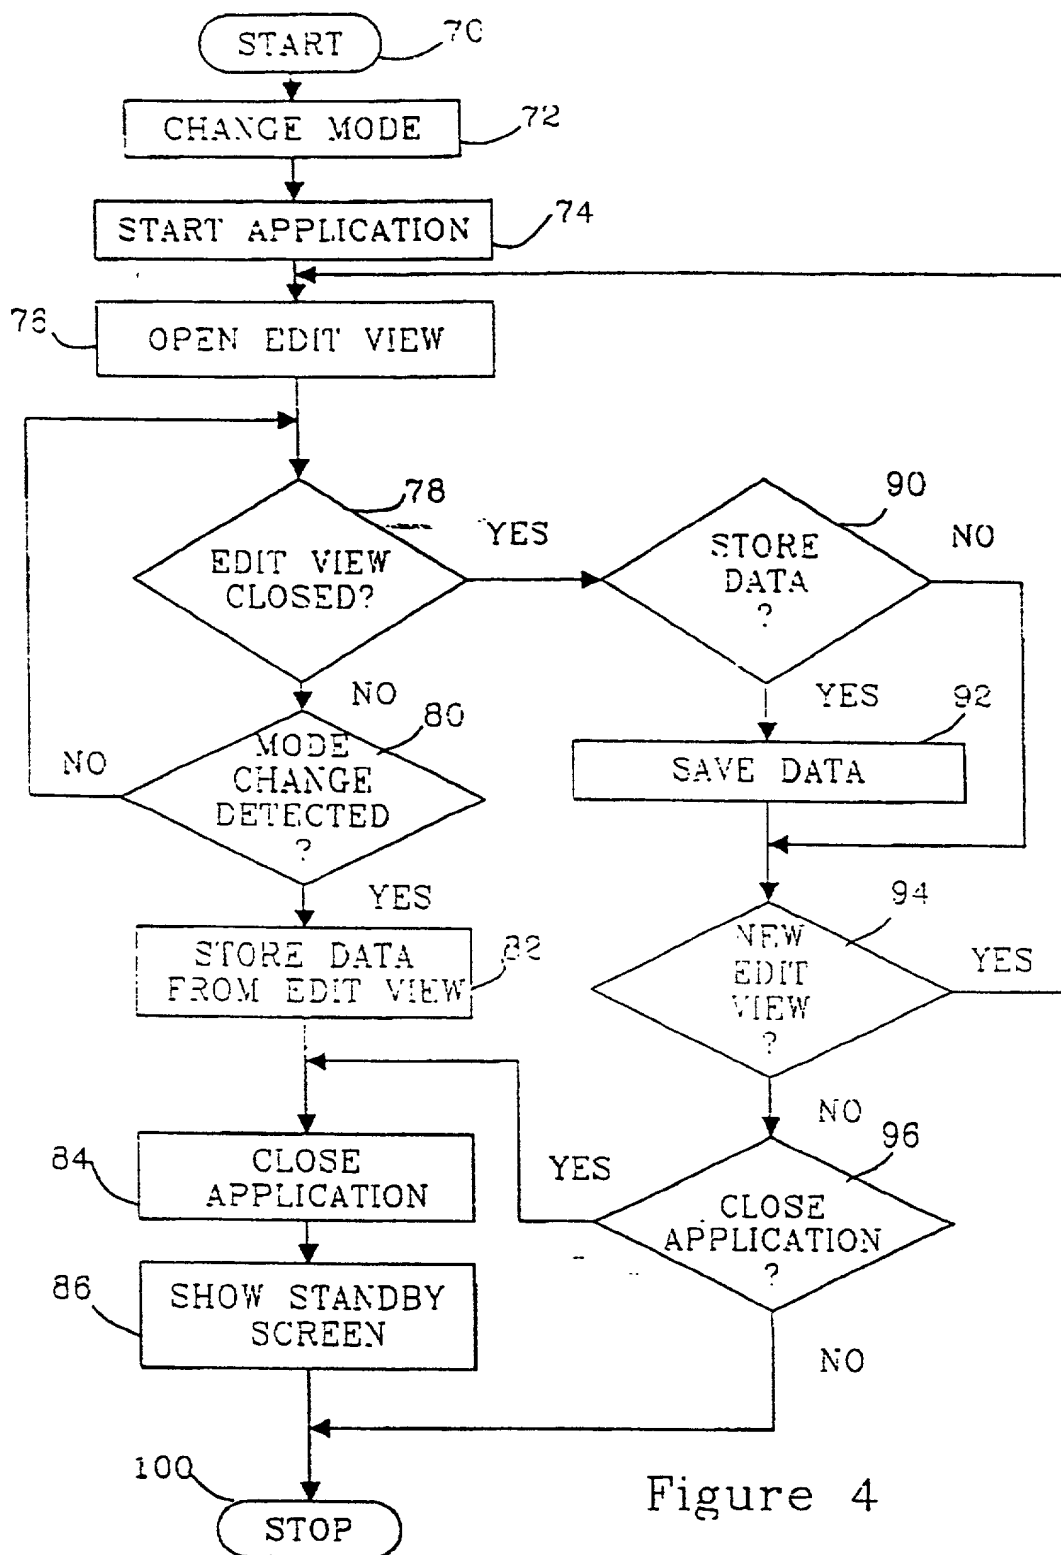 START
70
CHANGE MODE
72
START APPLICATION
74
76
OPEN EDIT VIEW
78
EDIT VIEW
CLOSED?
YES
90
STORE
DATA
?
NO
NO
YES
80
MODE
CHANGE
DETECTED
?
NO
92
SAVE DATA
YES
82
STORE DATA
FROM EDIT VIEW
94
NEW
EDIT
VIEW
?
YES
NO
84
CLOSE
APPLICATION
96
CLOSE
APPLICATION
?
YES
86
SHOW STANDBY
SCREEN
NO
100
STOP
Figure 4